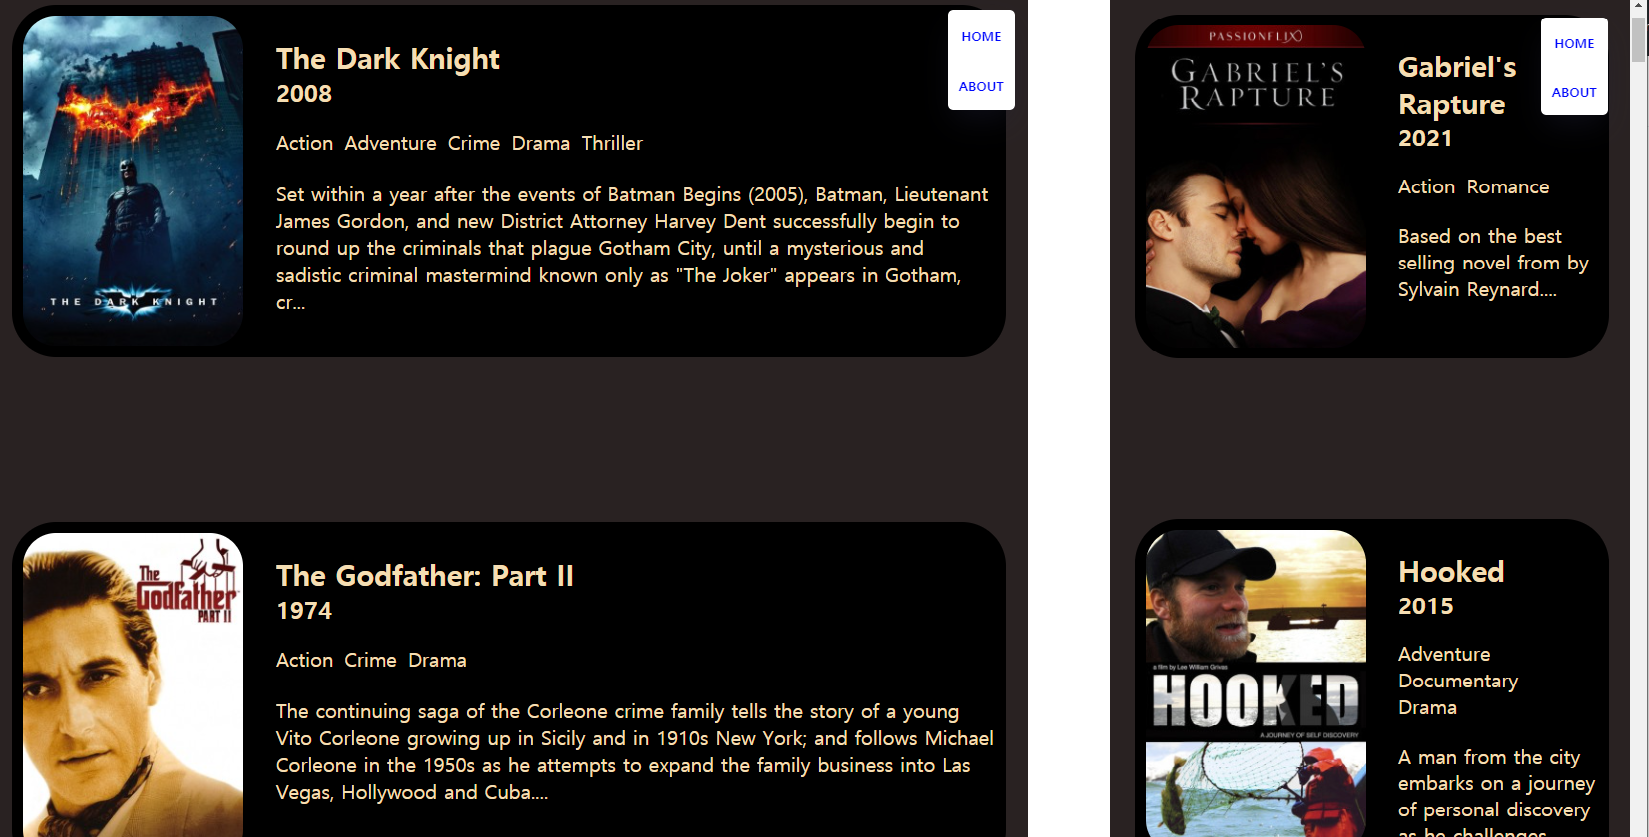 THE DARK KNIGHT
The Dark Knight
2008
Action Adventure Crime Drama Thriller
Set within a year after the events of Batman Begins (2005), Batman, Lieutenant
James Gordon, and new District Attorney Harvey Dent successfully begin to
round up the criminals that plague Gotham City, until a mysterious and
sadistic criminal mastermind known only as "The Joker" appears in Gotham,
cr...
HOME
ABOUT
The
Godfather
PART II
The Godfather: Part II
1974
Action Crime Drama
The continuing saga of the Corleone crime family tells the story of a young
Vito Corleone growing up in Sicily and in 1910s New York; and follows Michael
Corleone in the 1950s as he attempts to expand the family business into Las
Vegas, Hollywood and Cuba....
PASSIONFLIX
GABRIEL'S
RAPTURE
Gabriel's
Rapture
2021
Action Romance
Based on the best
selling novel from by
Sylvain Reynard....
HOME
ABOUT
a film by Lee William Grivas
HOOKED
A JOURNEY OF SELF DISCOVERY
Hooked
2015
Adventure
Documentary
Drama
A man from the city
embarks on a journey
of personal discovery
as he challenges